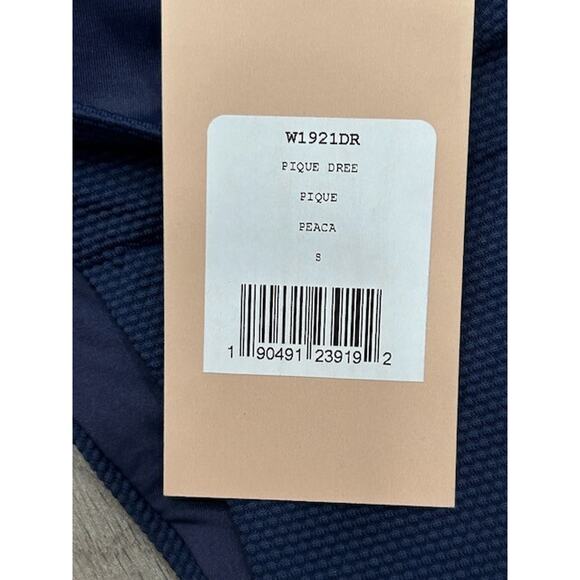 W1921DR
PIQUE DREE
PIQUE
PEACA
S
1 90491 23919 2